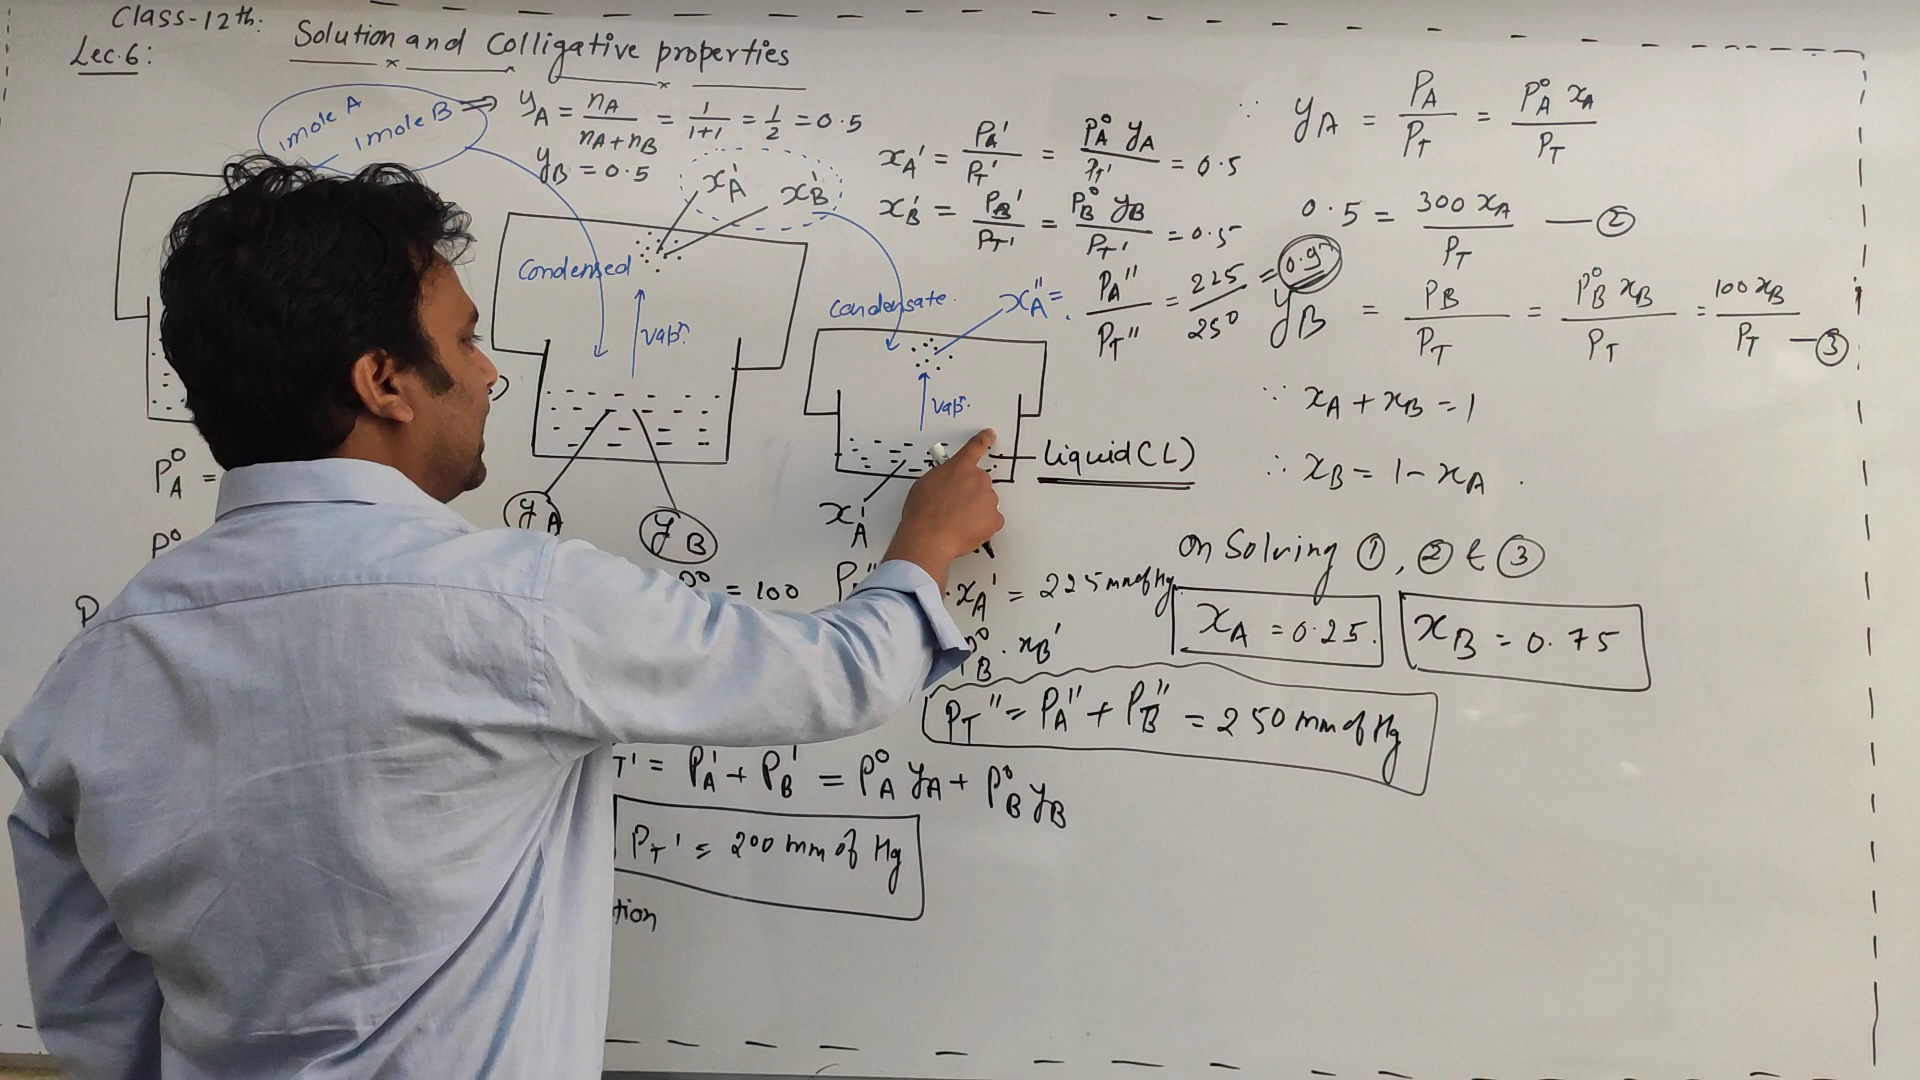 Class-12th:
Lec.6: Solution and Colligative properties
1mole A
1mole B ⇒ yA = nA/(nA+nB) = 1/(1+1) = 1/2 = 0.5
yB = 0.5
xA' xB'
Condensed
vapr.
yA yB
xA' = PA'/PT' = P°A yA/PT' = 0.5
xB' = PB'/PT' = P°B yB/PT' = 0.5
Condensate.
xA'' = PA''/PT'' = 225/250 =
vapr.
Liquid (L)
xA'
P°A =
P°
P
= 100
xA' = 225 mm of Hg
P°B . xB'
PT'' = PA'' + PB'' = 250 mm of Hg
T' = PA' + PB' = P°A yA + P°B yB
PT' = 200 mm of Hg
tion
∵ yA = PA/PT = P°A xA/PT
0.5 = 300 xA/PT —②
yB = PB/PT = P°B xB/PT = 100 xB/PT —③
∵ xA + xB = 1
∴ xB = 1 - xA .
on Solving ①, ② & ③
xA = 0.25. xB = 0.75